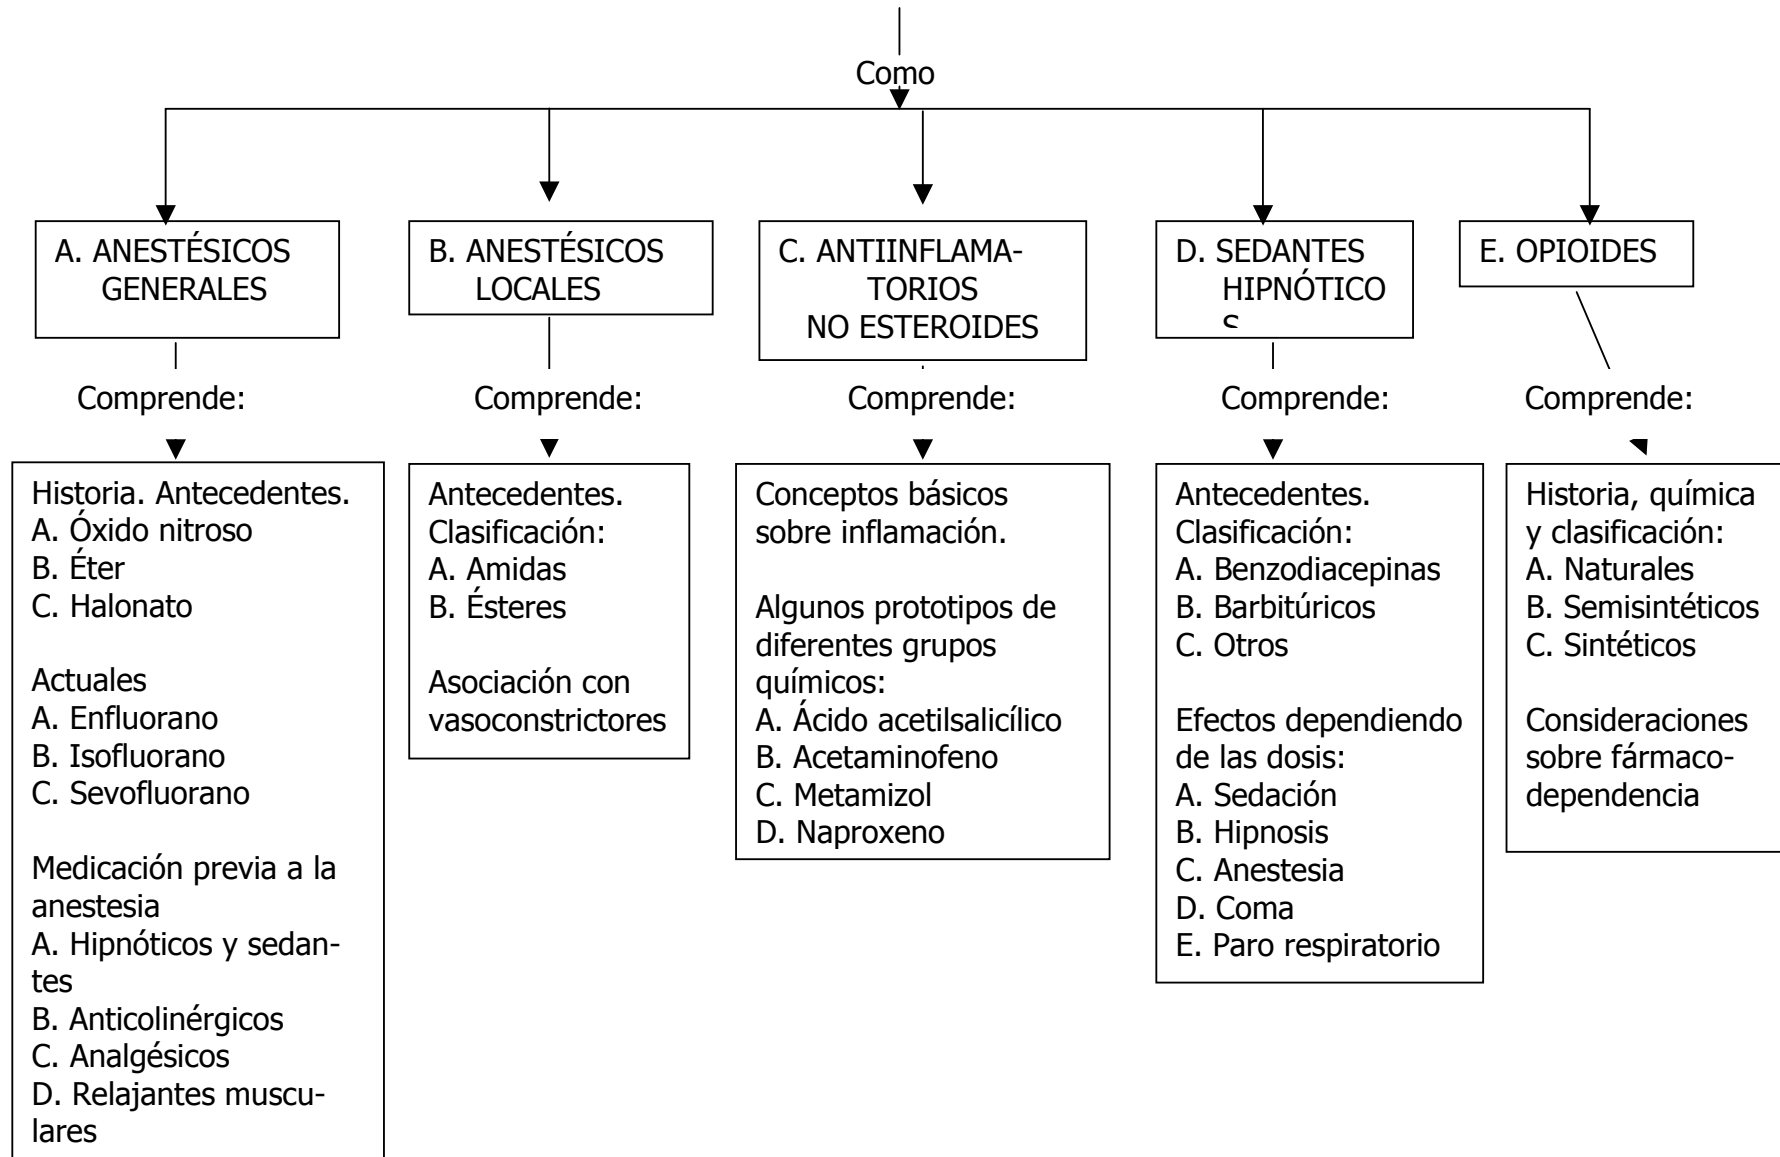 Como
A. ANESTÉSICOS
GENERALES
B. ANESTÉSICOS
LOCALES
C. ANTIINFLAMA-
TORIOS
NO ESTEROIDES
D. SEDANTES
HIPNÓTICO
S
E. OPIOIDES
Comprende:
Comprende:
Comprende:
Comprende:
Comprende:
Historia. Antecedentes.
A. Óxido nitroso
B. Éter
C. Halonato
Actuales
A. Enfluorano
B. Isofluorano
C. Sevofluorano
Medicación previa a la
anestesia
A. Hipnóticos y sedan-
tes
B. Anticolinérgicos
C. Analgésicos
D. Relajantes muscu-
lares
Antecedentes.
Clasificación:
A. Amidas
B. Ésteres
Asociación con
vasoconstrictores
Conceptos básicos
sobre inflamación.
Algunos prototipos de
diferentes grupos
químicos:
A. Ácido acetilsalicílico
B. Acetaminofeno
C. Metamizol
D. Naproxeno
Antecedentes.
Clasificación:
A. Benzodiacepinas
B. Barbitúricos
C. Otros
Efectos dependiendo
de las dosis:
A. Sedación
B. Hipnosis
C. Anestesia
D. Coma
E. Paro respiratorio
Historia, química
y clasificación:
A. Naturales
B. Semisintéticos
C. Sintéticos
Consideraciones
sobre fármaco-
dependencia